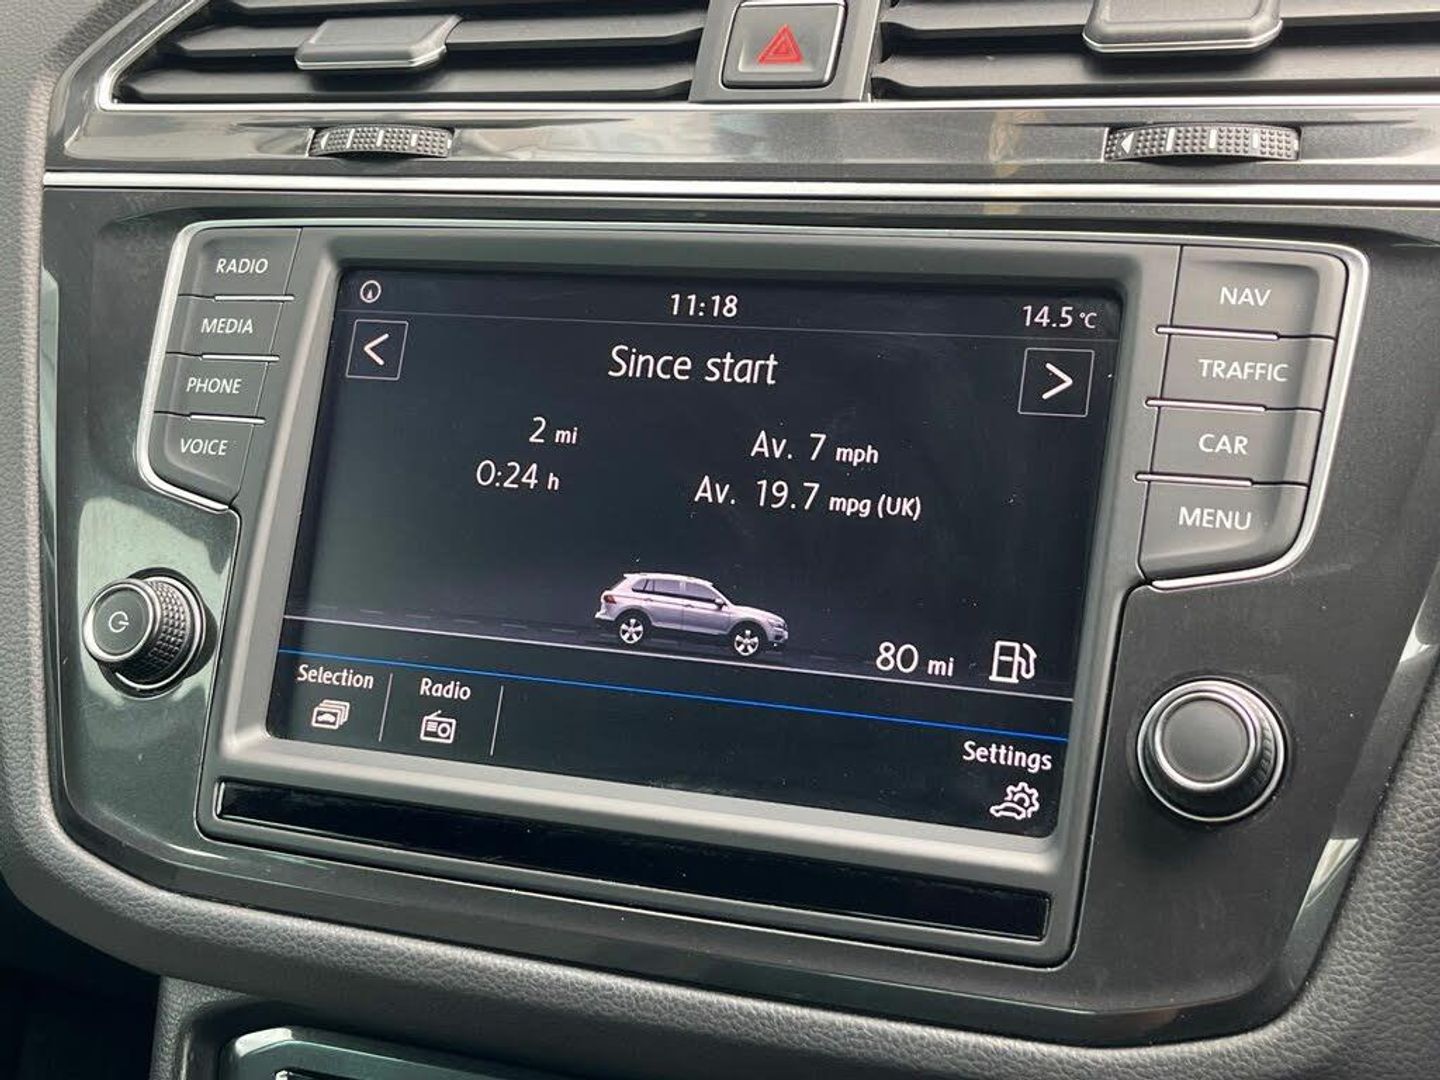 RADIO
MEDIA
PHONE
VOICE
11:18
14.5 °C
<
Since start
>
2 mi
Av. 7 mph
0:24 h
Av. 19.7 mpg (UK)
80 mi
Selection
Radio
Settings
NAV
TRAFFIC
CAR
MENU